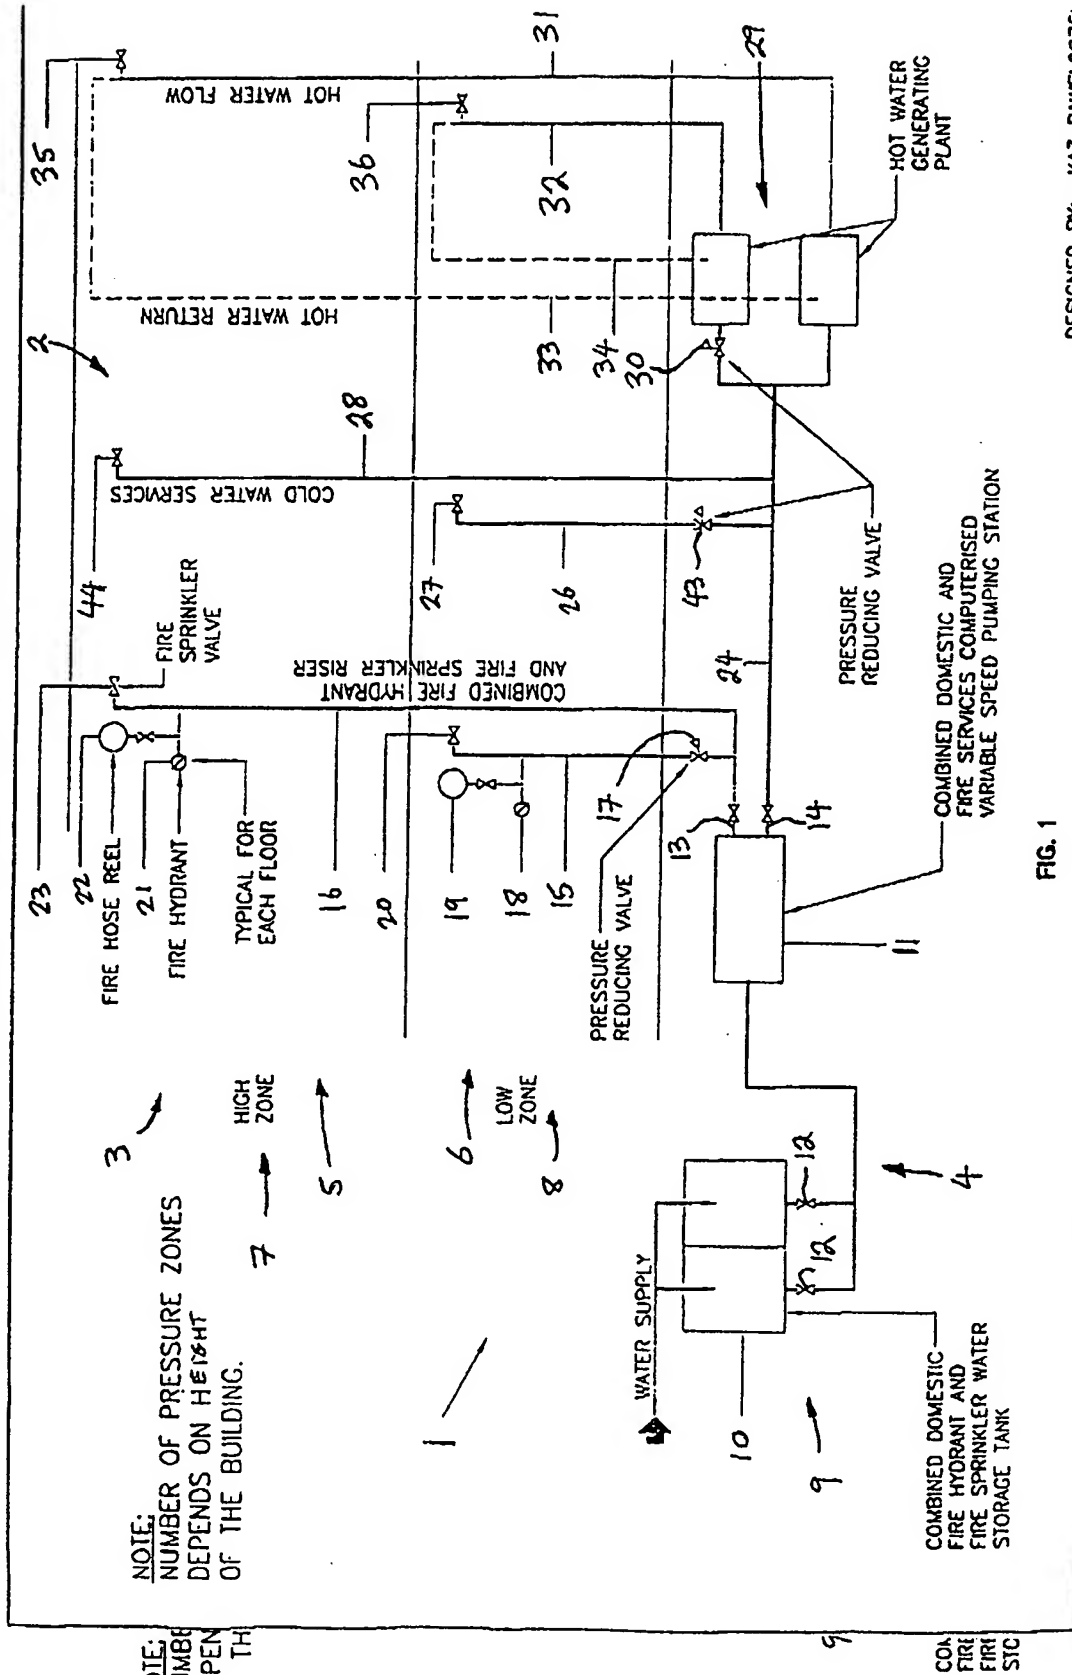 NOTE:
NUMBER OF PRESSURE ZONES
DEPENDS ON HEIGHT
OF THE BUILDING.
3
HIGH
ZONE
7
5
6
LOW
ZONE
8
1
WATER SUPPLY
10
9
12
12
4
COMBINED DOMESTIC
FIRE HYDRANT AND
FIRE SPRINKLER WATER
STORAGE TANK
23
22
FIRE HOSE REEL
21
FIRE HYDRANT
TYPICAL FOR
EACH FLOOR
16
20
19
18
15
PRESSURE
REDUCING VALVE
17
13
14
11
COMBINED DOMESTIC AND
FIRE SERVICES COMPUTERISED
VARIABLE SPEED PUMPING STATION
44
FIRE
SPRINKLER
VALVE
COMBINED FIRE HYDRANT
AND FIRE SPRINKLER RISER
27
26
43
24
PRESSURE
REDUCING VALVE
COLD WATER SERVICES
28
2
HOT WATER RETURN
33
34
30
35
HOT WATER FLOW
36
32
31
29
HOT WATER
GENERATING
PLANT
FIG. 1